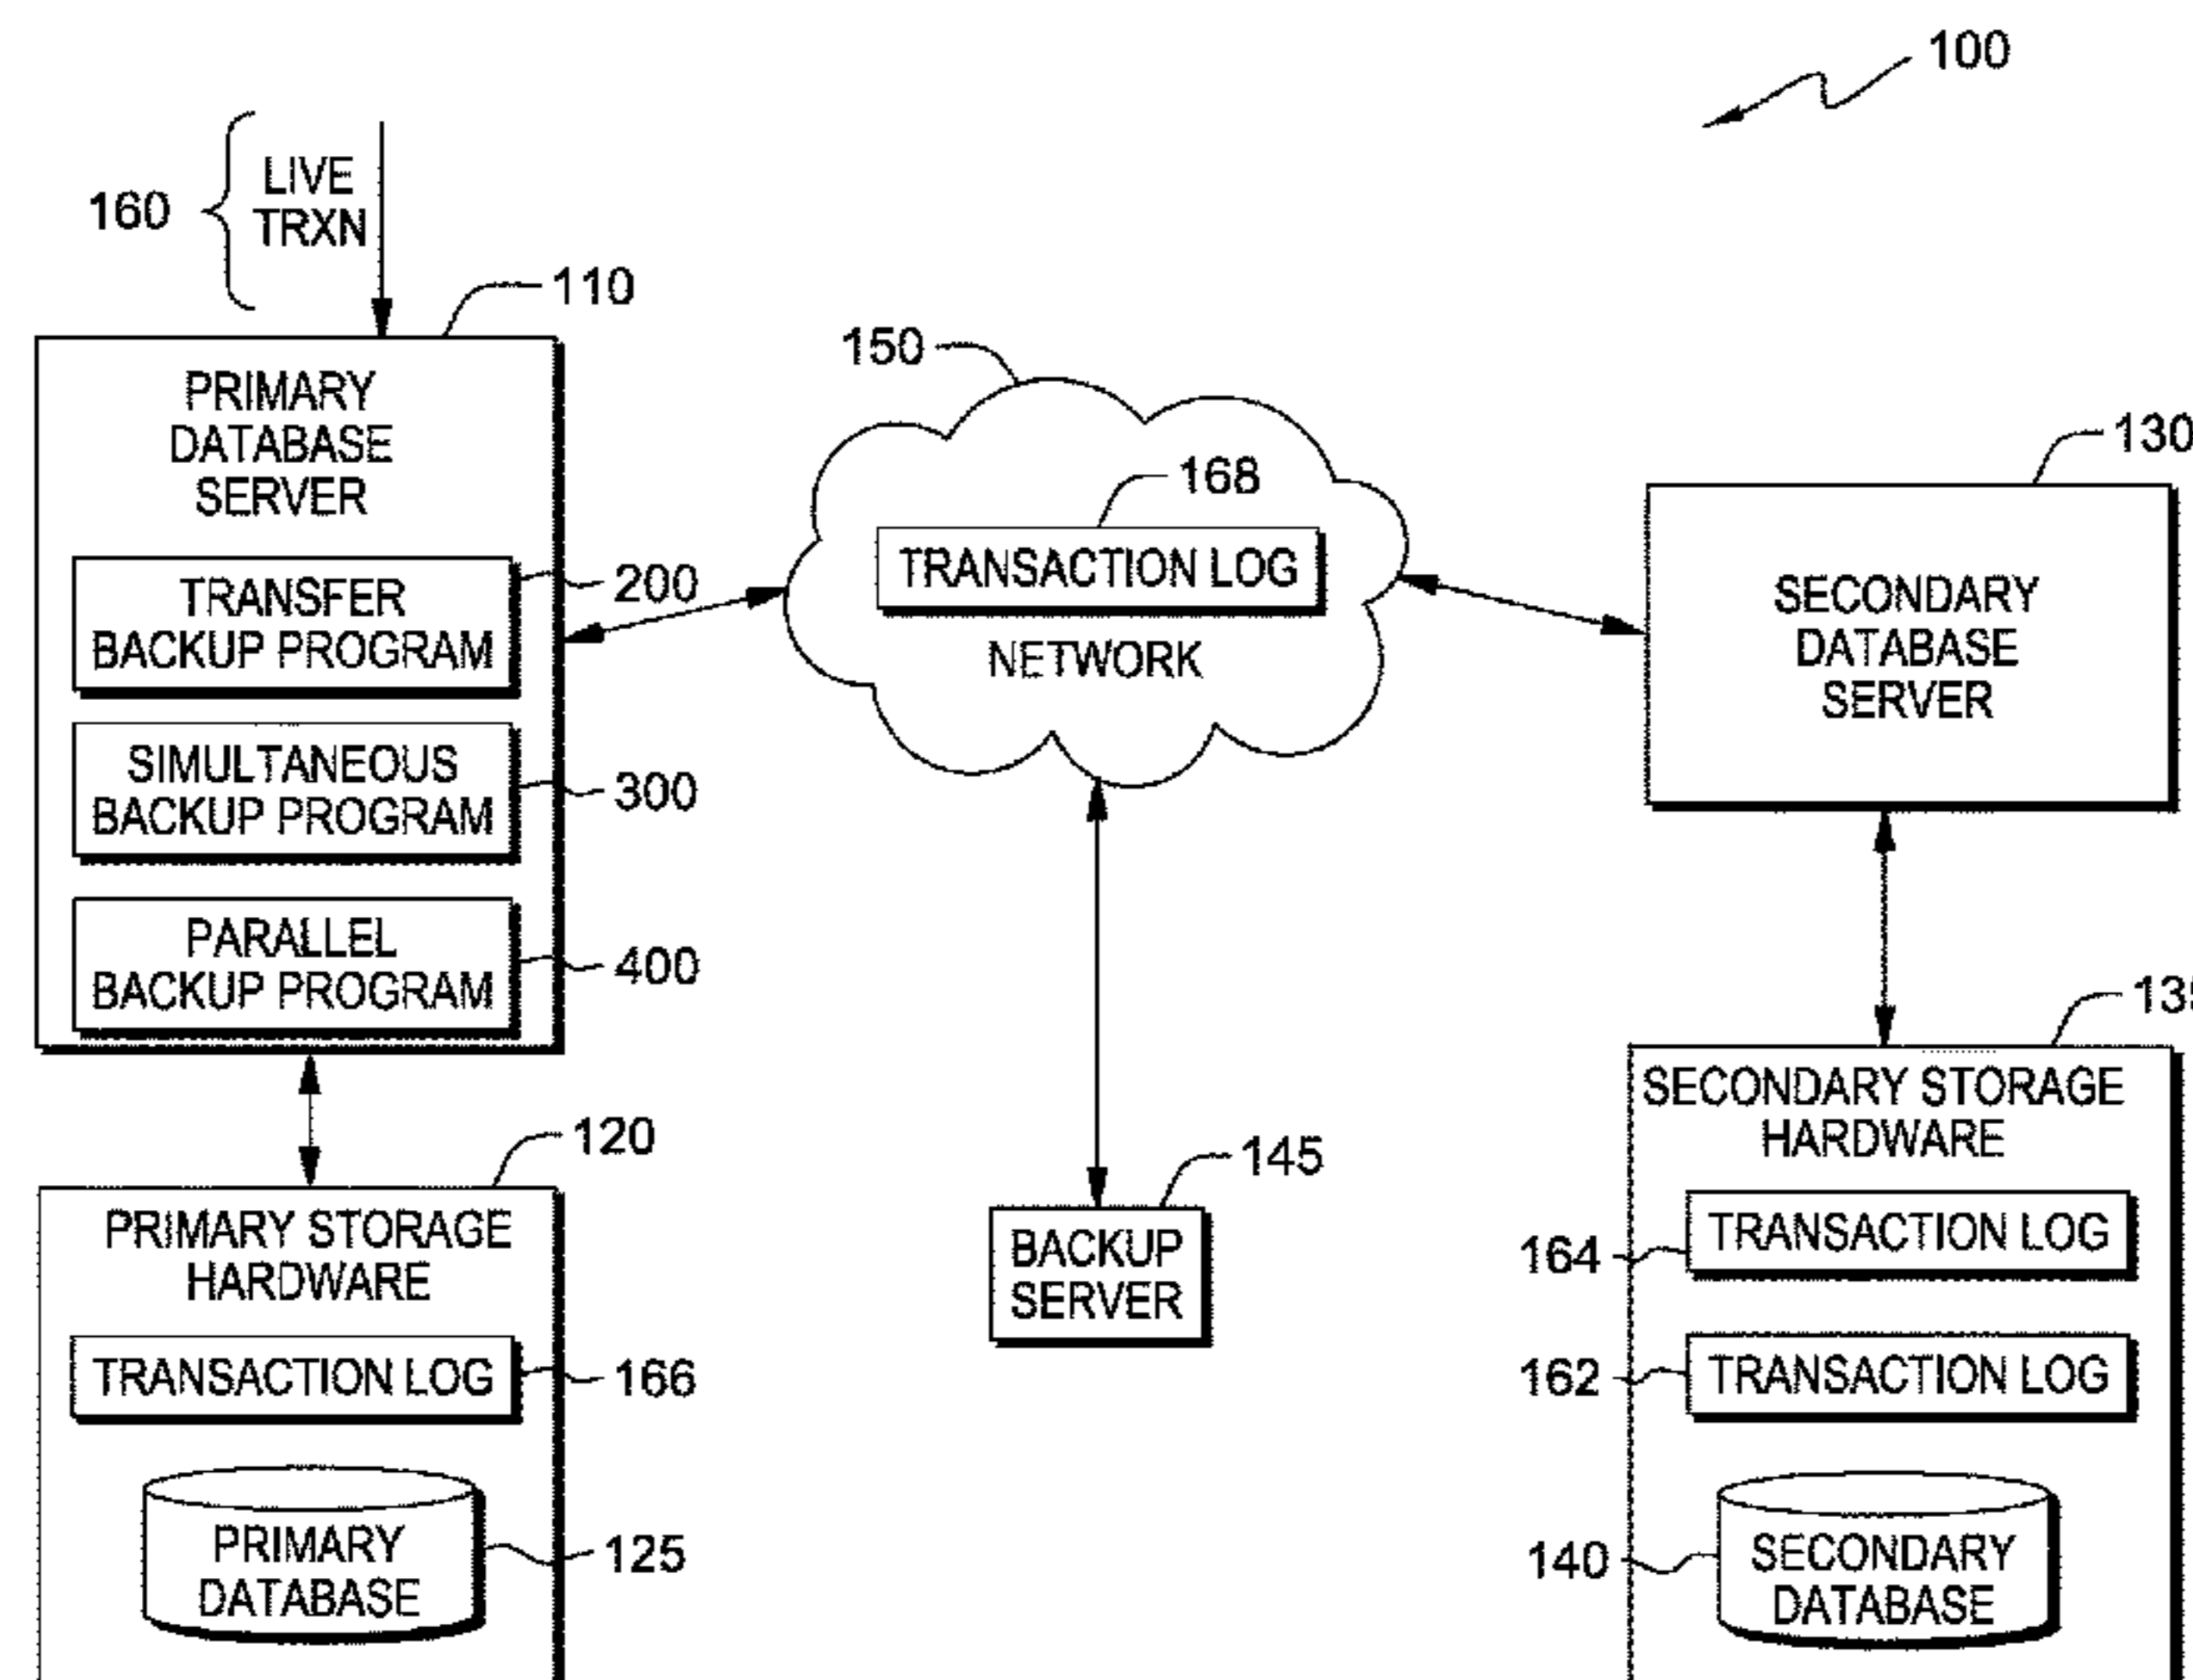 100
160
LIVE
TRXN
110
PRIMARY
DATABASE
SERVER
TRANSFER
BACKUP PROGRAM
200
SIMULTANEOUS
BACKUP PROGRAM
300
PARALLEL
BACKUP PROGRAM
400
150
168
TRANSACTION LOG
NETWORK
130
SECONDARY
DATABASE
SERVER
120
PRIMARY STORAGE
HARDWARE
TRANSACTION LOG
166
PRIMARY
DATABASE
125
145
BACKUP
SERVER
SECONDARY STORAGE
HARDWARE
164
TRANSACTION LOG
162
TRANSACTION LOG
140
SECONDARY
DATABASE